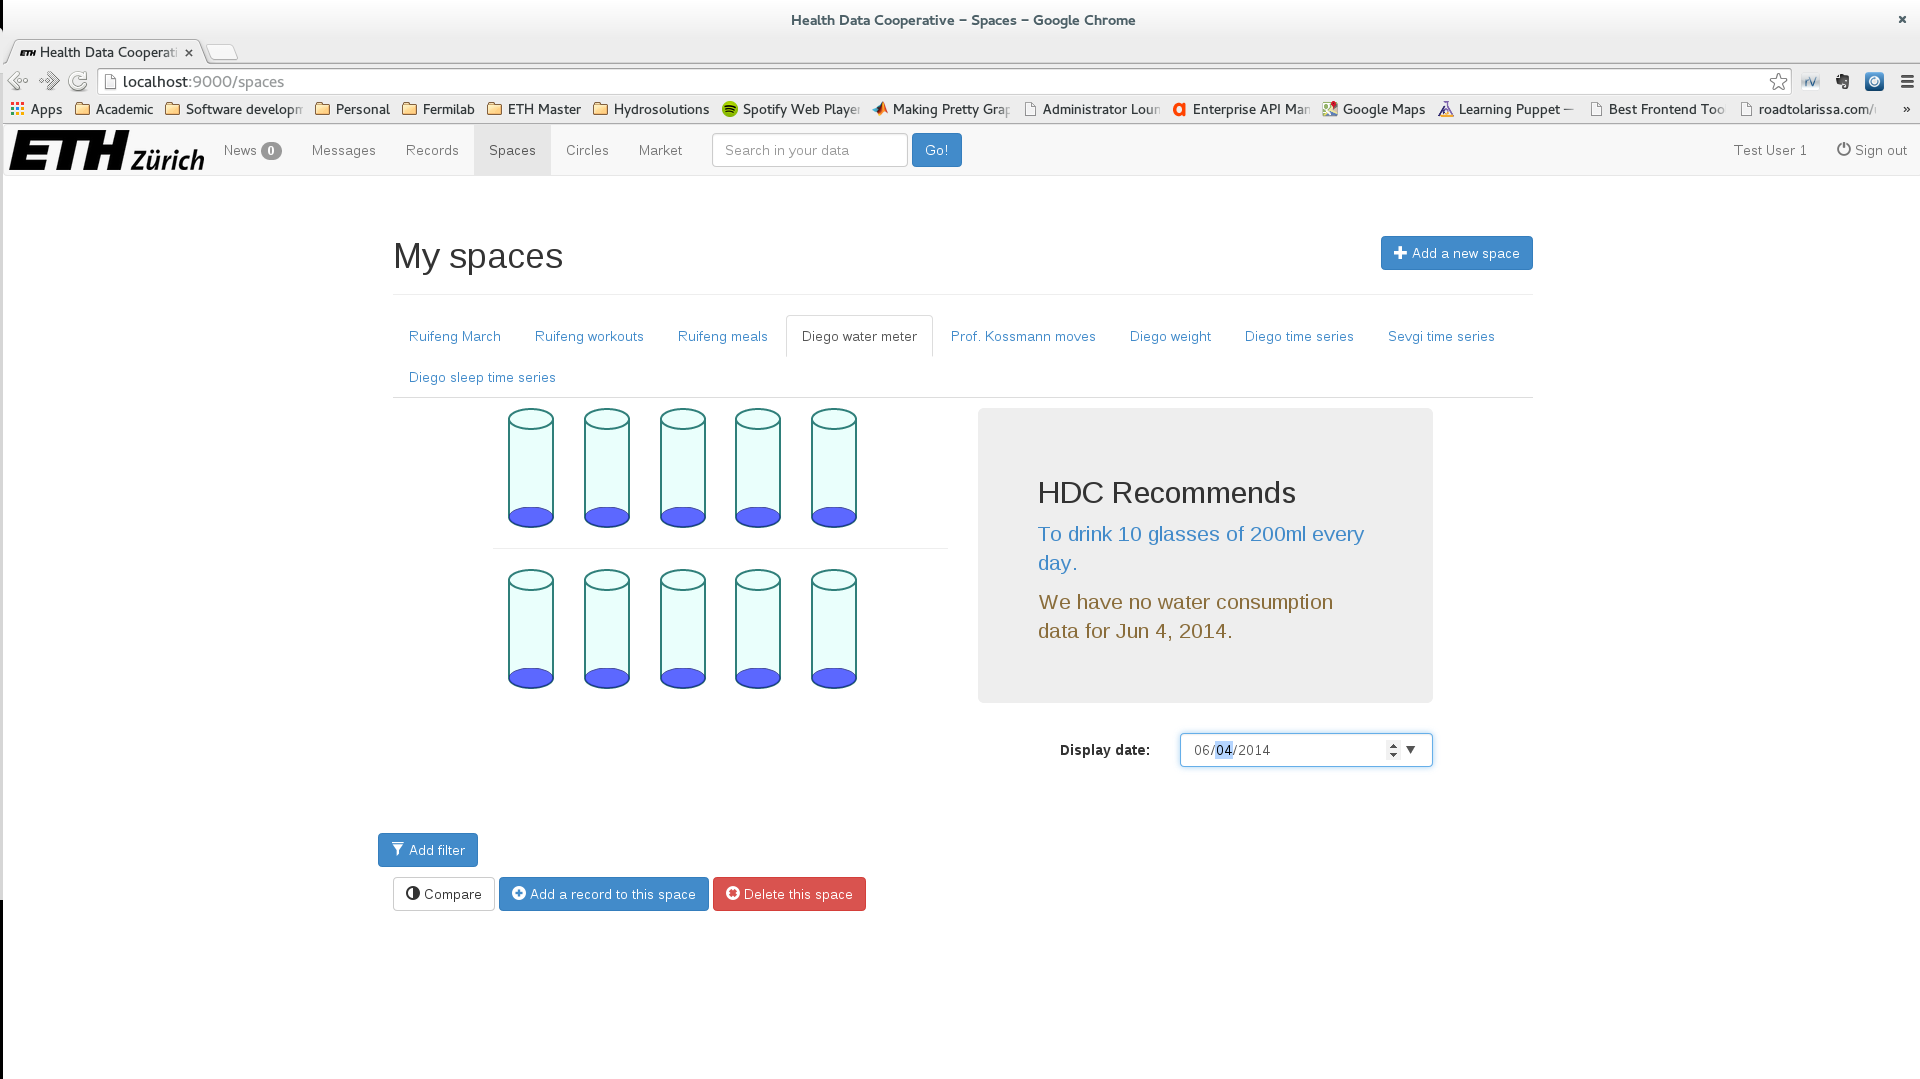 Health Data Cooperative – Spaces – Google Chrome
ETH Health Data Cooperati
localhost:9000/spaces
Apps Academic Software developm Personal Fermilab ETH Master Hydrosolutions Spotify Web Player Making Pretty Grap Administrator Loun Enterprise API Man Google Maps Learning Puppet — Best Frontend Too roadtolarissa.com/ »
ETH Zürich News 0 Messages Records Spaces Circles Market Search in your data Go! Test User 1 Sign out
My spaces
Add a new space
Ruifeng March Ruifeng workouts Ruifeng meals Diego water meter Prof. Kossmann moves Diego weight Diego time series Sevgi time series
Diego sleep time series
HDC Recommends
To drink 10 glasses of 200ml every
day.
We have no water consumption
data for Jun 4, 2014.
Display date: 06/04/2014
Add filter
Compare Add a record to this space Delete this space